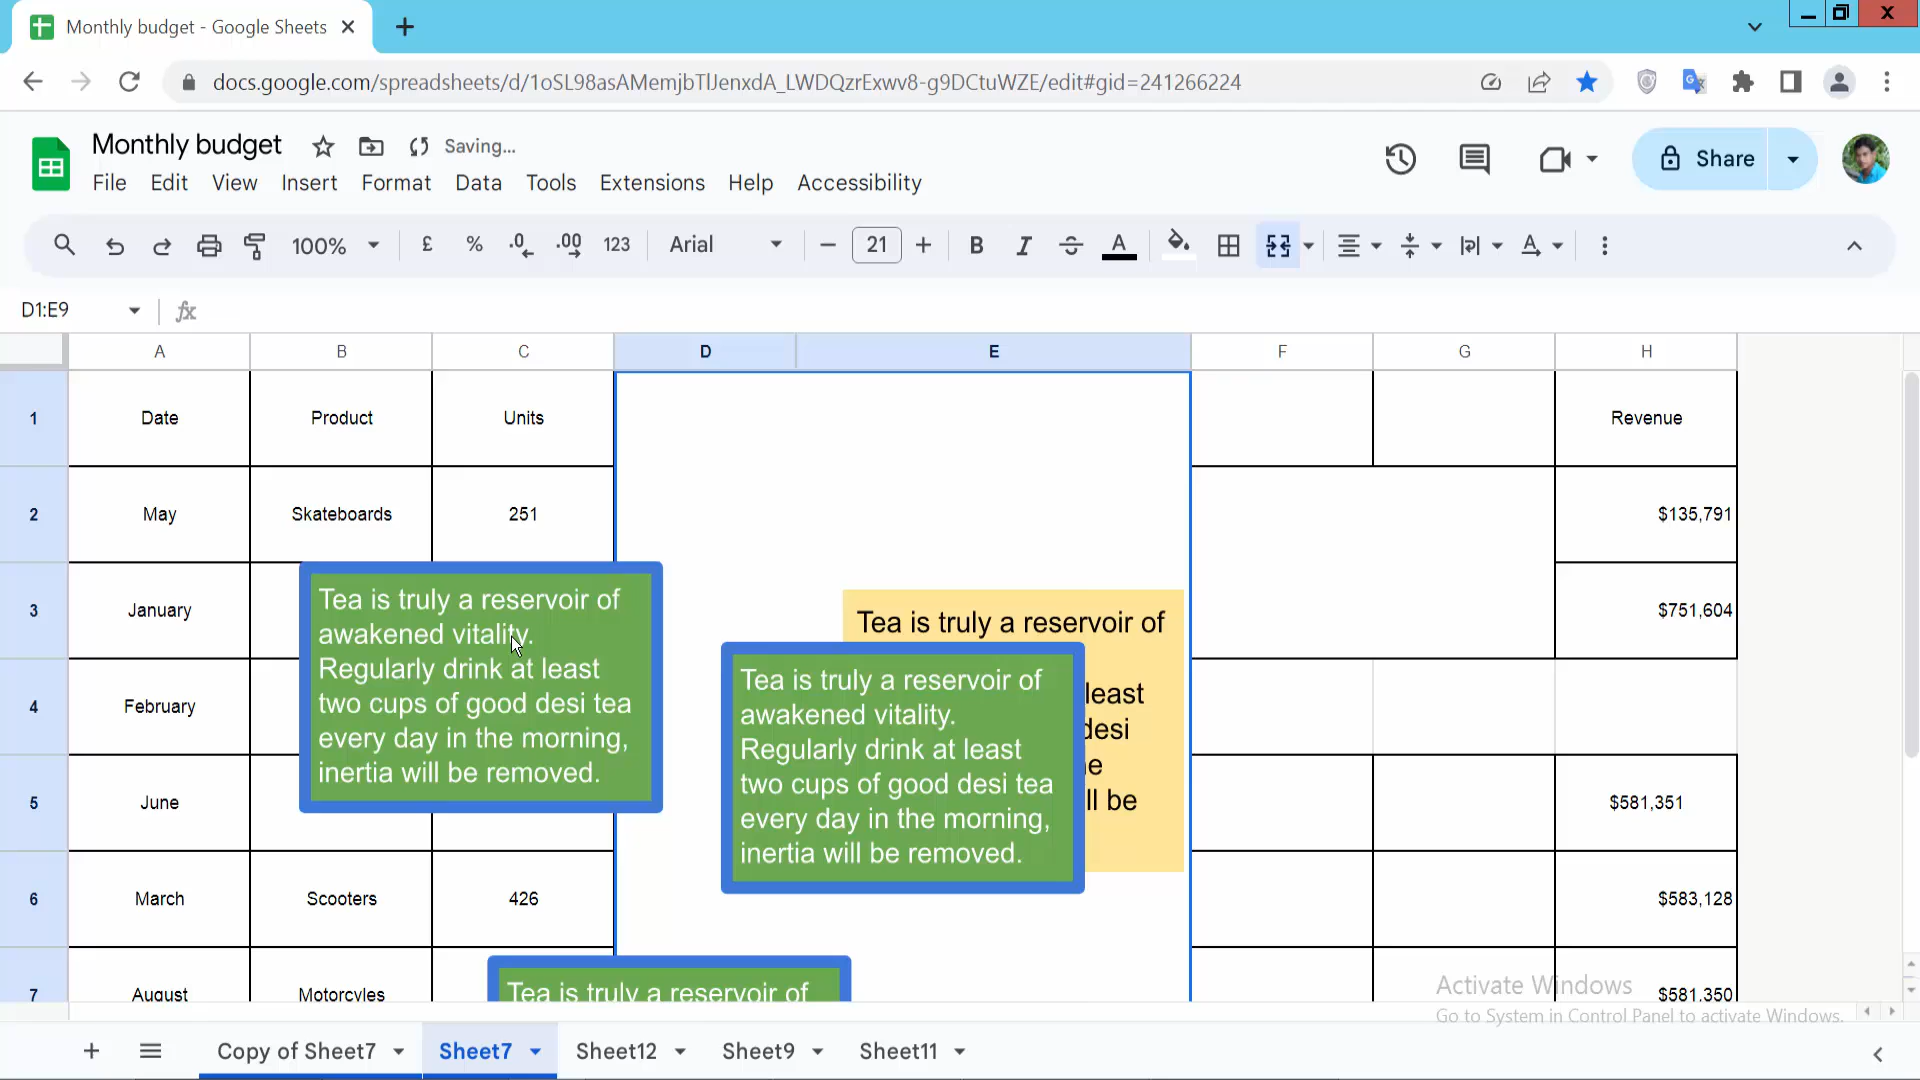 Monthly budget - Google Sheets
docs.google.com/spreadsheets/d/1oSL98asAMemjbTlJenxdA_LWDQzrExwv8-g9DCtuWZE/edit#gid=241266224
Monthly budget
Saving...
File Edit View Insert Format Data Tools Extensions Help Accessibility
Share
100% £ % .0 .00 123 Arial 21 B I A
D1:E9
fx
A B C D E F G H
1 Date Product Units Revenue
2 May Skateboards 251 $135,791
3 January $751,604
4 February
5 June $581,351
6 March Scooters 426 $583,128
7 August Motorcyles $581,350
Tea is truly a reservoir of
awakened vitality.
Regularly drink at least
two cups of good desi tea
every day in the morning,
inertia will be removed.
Tea is truly a reservoir of
least
desi
ll be
Tea is truly a reservoir of
awakened vitality.
Regularly drink at least
two cups of good desi tea
every day in the morning,
inertia will be removed.
Tea is truly a reservoir of
Activate Windows
Go to System in Control Panel to activate Windows.
Copy of Sheet7 Sheet7 Sheet12 Sheet9 Sheet11